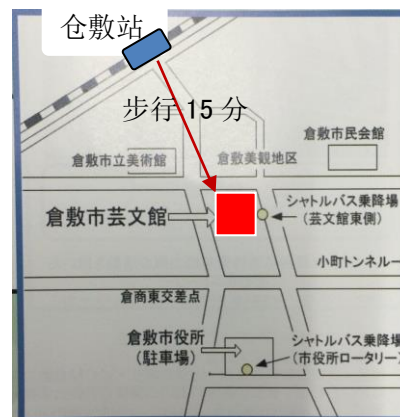 仓敷站
步行 15 分
倉敷市民会館
倉敷市立美術館
倉敷美観地区
シャトルバス乗降場
(芸文館東側)
倉敷市芸文館
小町トンネルー
倉商東交差点
倉敷市役所
(駐車場)
シャトルバス乗降場
(市役所ロータリー)